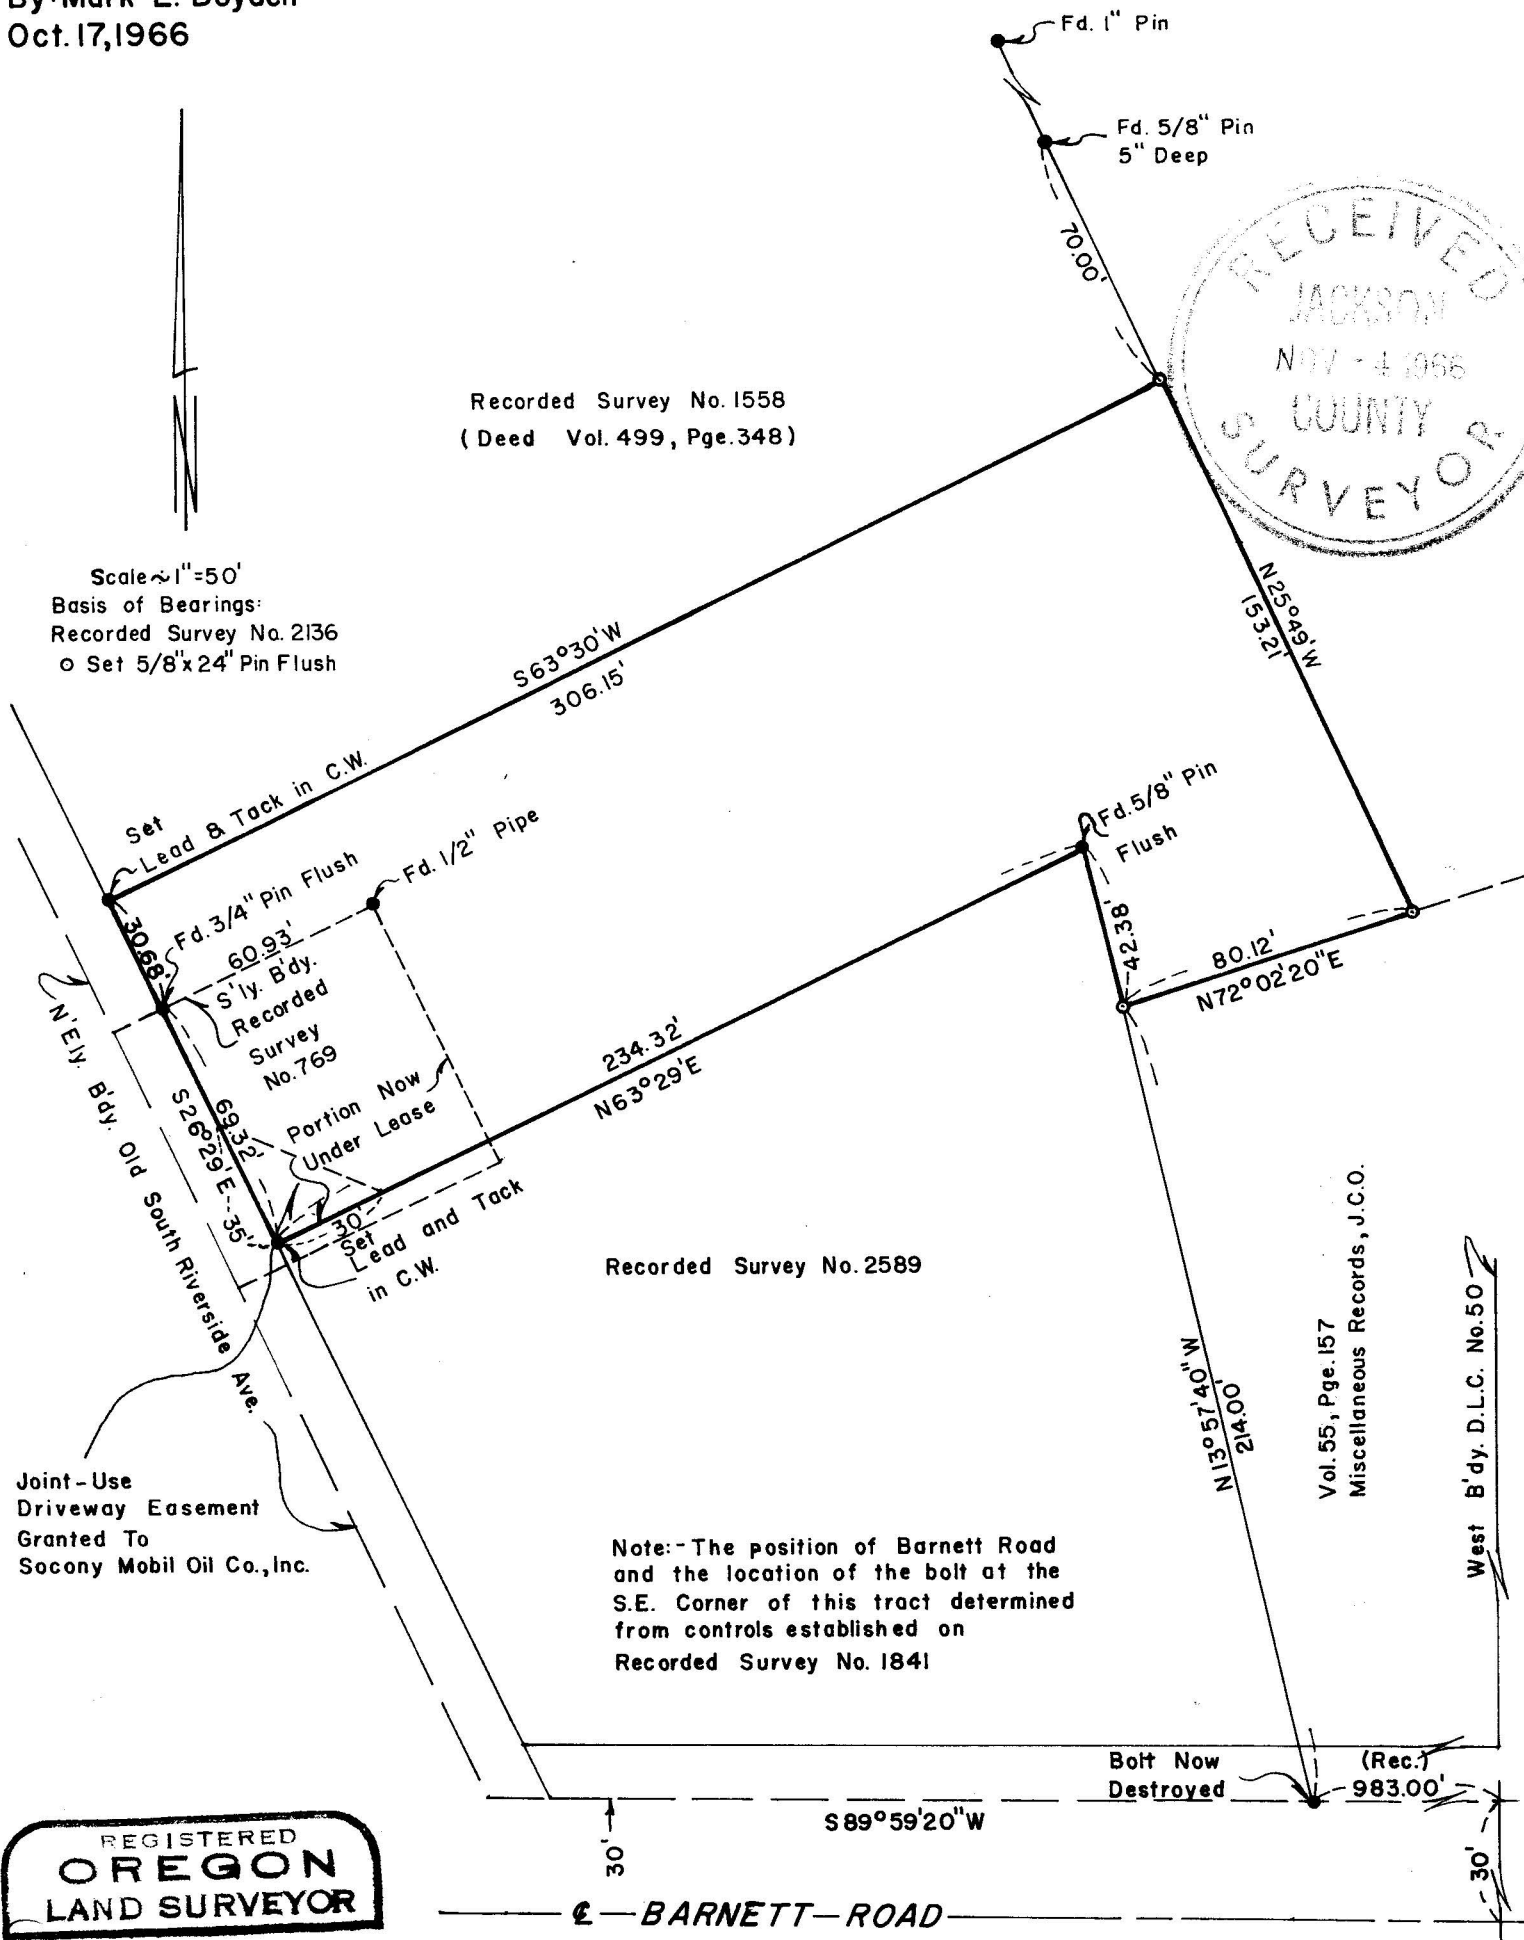 Oct. 17, 1966
Fd. 1" Pin
Fd. 5/8" Pin
5" Deep
70.00'
RECEIVED
JACKSON
NOV - 4 1966
COUNTY
SURVEYOR
Recorded Survey No. 1558
(Deed Vol. 499, Pge. 348)
Scale ~ 1"=50'
Basis of Bearings:
Recorded Survey No. 2136
⊙ Set 5/8"x 24" Pin Flush
N25°49'W
153.21'
S63°30'W
306.15'
Set
Lead & Tack in C.W.
Fd. 3/4" Pin Flush
Fd. 1/2" Pipe
Fd. 5/8" Pin
Flush
30.68'
60.93'
S'ly. B'dy.
Recorded
Survey
No. 769
42.38'
80.12'
N72°02'20"E
234.32'
N63°29'E
N'Ely. B'dy. Old South Riverside Ave.
69.32'
S26°29'E
Portion Now
Under Lease
35'
30'
Set
Lead and Tack
in C.W.
Recorded Survey No. 2589
N13°57'40"W
214.00'
Vol. 55, Pge. 157
Miscellaneous Records, J.C.O.
West B'dy. D.L.C. No. 50
Joint-Use
Driveway Easement
Granted To
Socony Mobil Oil Co., Inc.
Note:- The position of Barnett Road
and the location of the bolt at the
S.E. Corner of this tract determined
from controls established on
Recorded Survey No. 1841
Bolt Now
Destroyed
(Rec.)
983.00'
S89°59'20"W
30'
30'
REGISTERED
OREGON
LAND SURVEYOR
℄ BARNETT ROAD